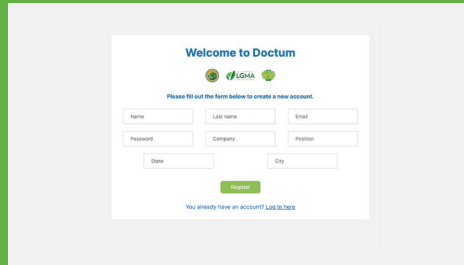 Welcome to Doctum
LGMA
Please fill out the form below to create a new account.
Name Last name Email
Password Company Position
State City
Register
You already have an account? Log in here